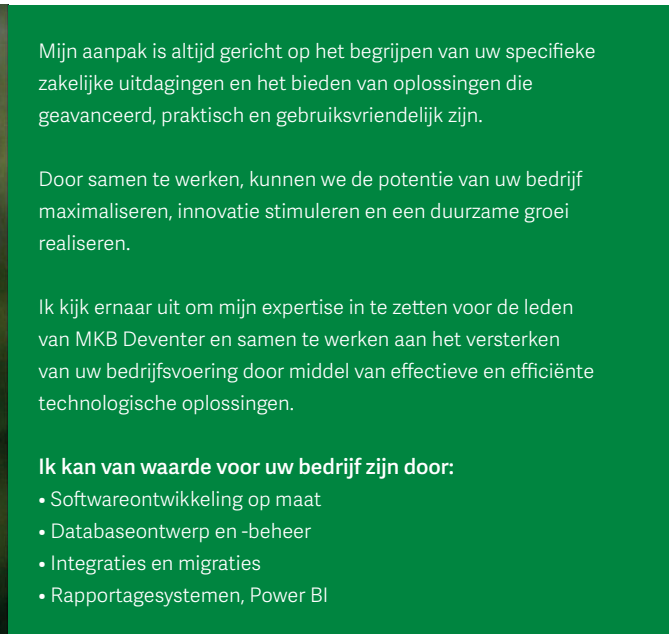 Mijn aanpak is altijd gericht op het begrijpen van uw specifieke
zakelijke uitdagingen en het bieden van oplossingen die
geavanceerd, praktisch en gebruiksvriendelijk zijn.
Door samen te werken, kunnen we de potentie van uw bedrijf
maximaliseren, innovatie stimuleren en een duurzame groei
realiseren.
Ik kijk ernaar uit om mijn expertise in te zetten voor de leden
van MKB Deventer en samen te werken aan het versterken
van uw bedrijfsvoering door middel van effectieve en efficiënte
technologische oplossingen.
Ik kan van waarde voor uw bedrijf zijn door:
• Softwareontwikkeling op maat
• Databaseontwerp en -beheer
• Integraties en migraties
• Rapportagesystemen, Power BI